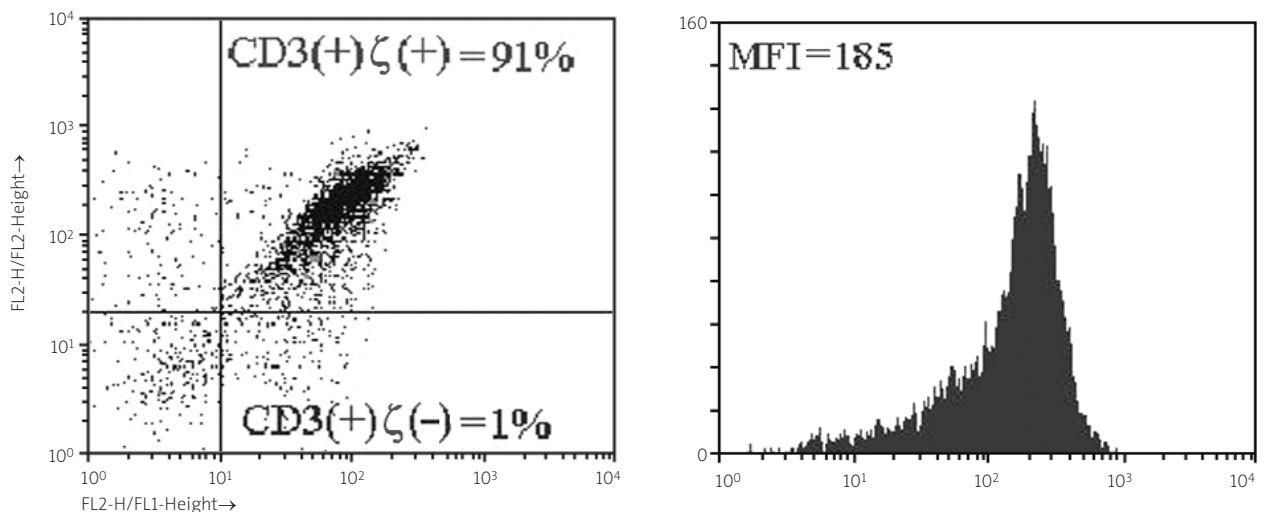 10⁴
10³
10²
10¹
10⁰
FL2-H/FL2-Height→
CD3(+)ζ(+)=91%
CD3(+)ζ(−)=1%
10⁰ 10¹ 10² 10³ 10⁴
FL2-H/FL1-Height→
160
0
MFI=185
10⁰ 10¹ 10² 10³ 10⁴